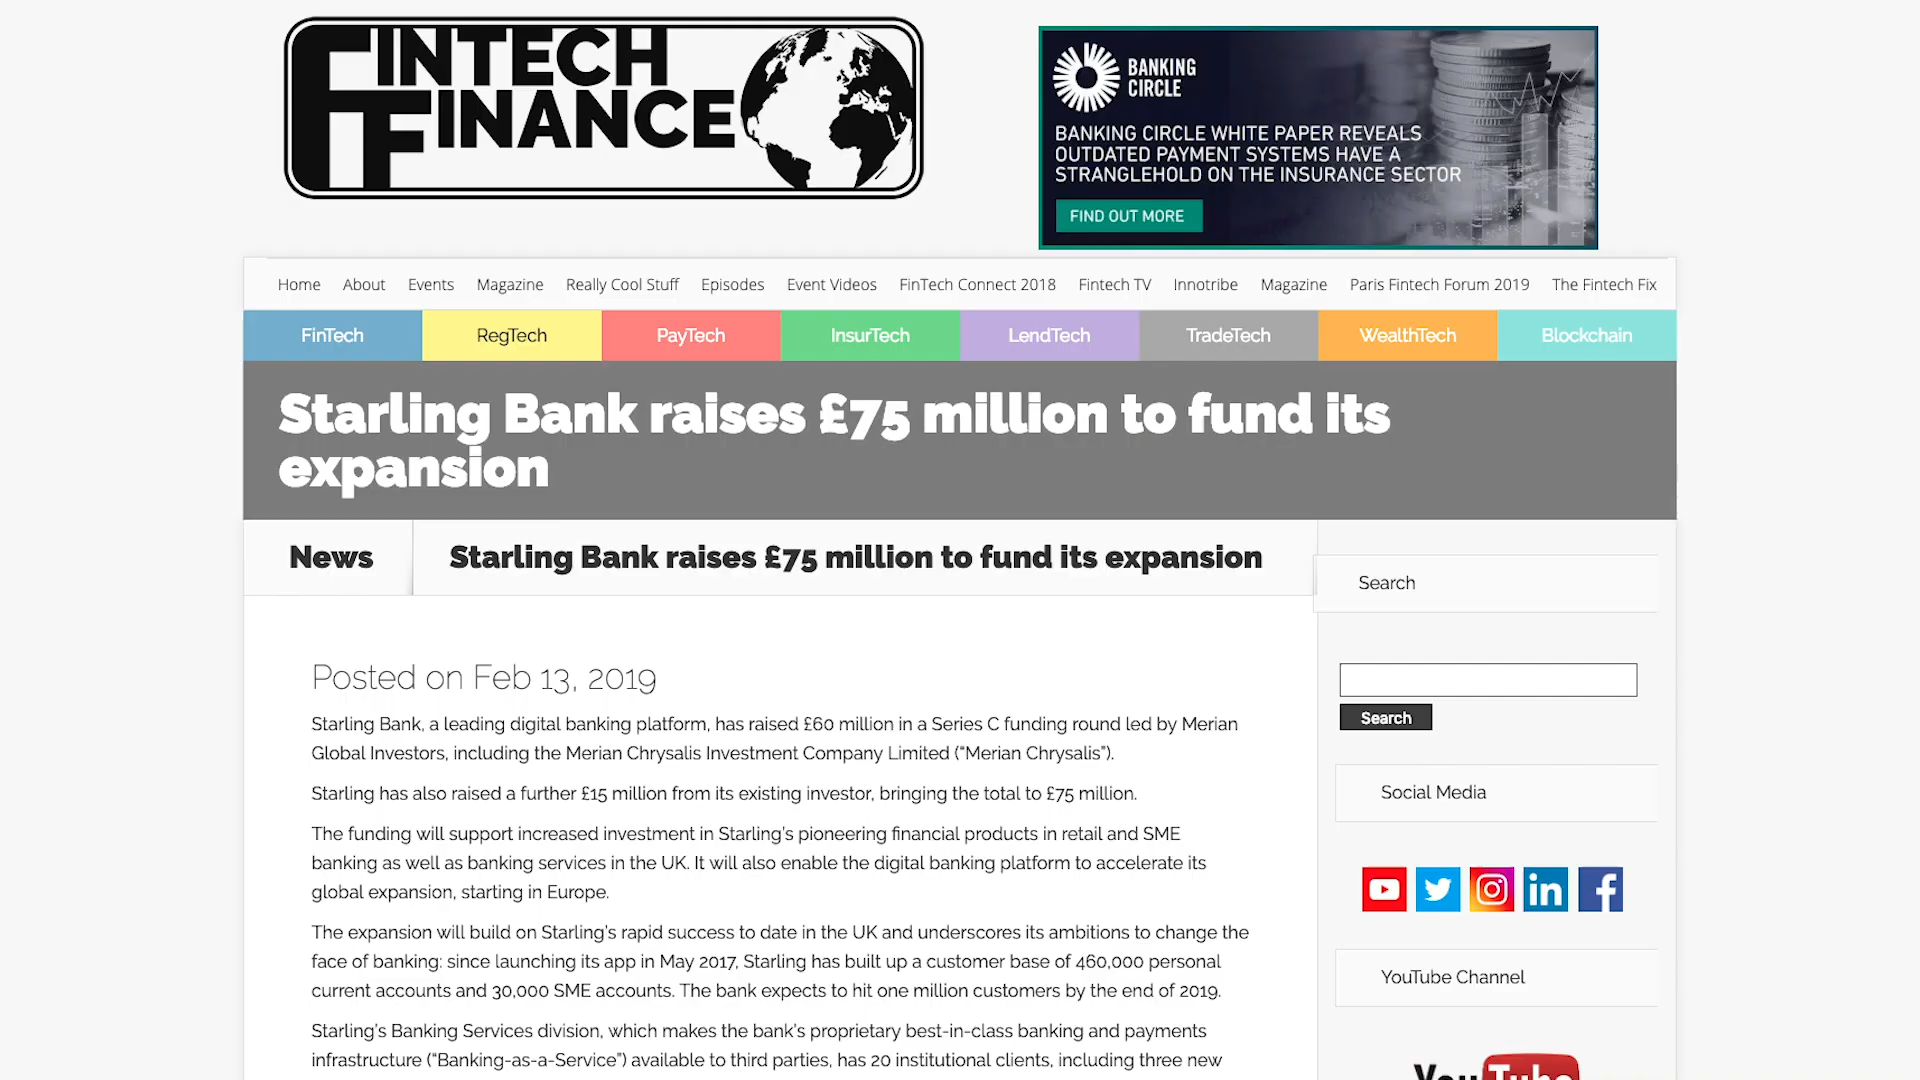 FINTECH
FINANCE
BANKING
CIRCLE
BANKING CIRCLE WHITE PAPER REVEALS
OUTDATED PAYMENT SYSTEMS HAVE A
STRANGLEHOLD ON THE INSURANCE SECTOR
FIND OUT MORE
Home About Events Magazine Really Cool Stuff Episodes Event Videos FinTech Connect 2018 Fintech TV Innotribe Magazine Paris Fintech Forum 2019 The Fintech Fix
FinTech RegTech PayTech InsurTech LendTech TradeTech WealthTech Blockchain
Starling Bank raises £75 million to fund its
expansion
News
Starling Bank raises £75 million to fund its expansion
Posted on Feb 13, 2019
Starling Bank, a leading digital banking platform, has raised £60 million in a Series C funding round led by Merian
Global Investors, including the Merian Chrysalis Investment Company Limited (“Merian Chrysalis”).
Starling has also raised a further £15 million from its existing investor, bringing the total to £75 million.
The funding will support increased investment in Starling’s pioneering financial products in retail and SME
banking as well as banking services in the UK. It will also enable the digital banking platform to accelerate its
global expansion, starting in Europe.
The expansion will build on Starling’s rapid success to date in the UK and underscores its ambitions to change the
face of banking: since launching its app in May 2017, Starling has built up a customer base of 460,000 personal
current accounts and 30,000 SME accounts. The bank expects to hit one million customers by the end of 2019.
Starling’s Banking Services division, which makes the bank’s proprietary best-in-class banking and payments
infrastructure (“Banking-as-a-Service”) available to third parties, has 20 institutional clients, including three new
Search
Search
Social Media
YouTube Channel
YouTube